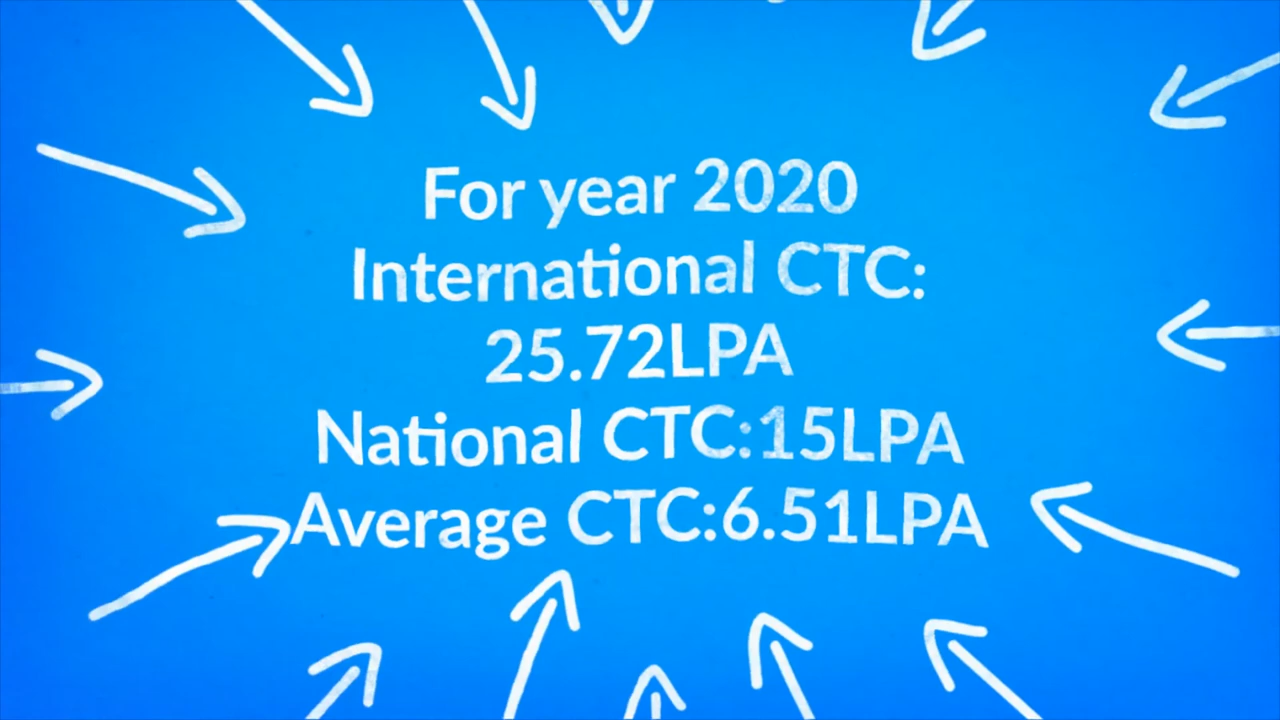 For year 2020
International CTC:
25.72LPA
National CTC:15LPA
Average CTC:6.51LPA